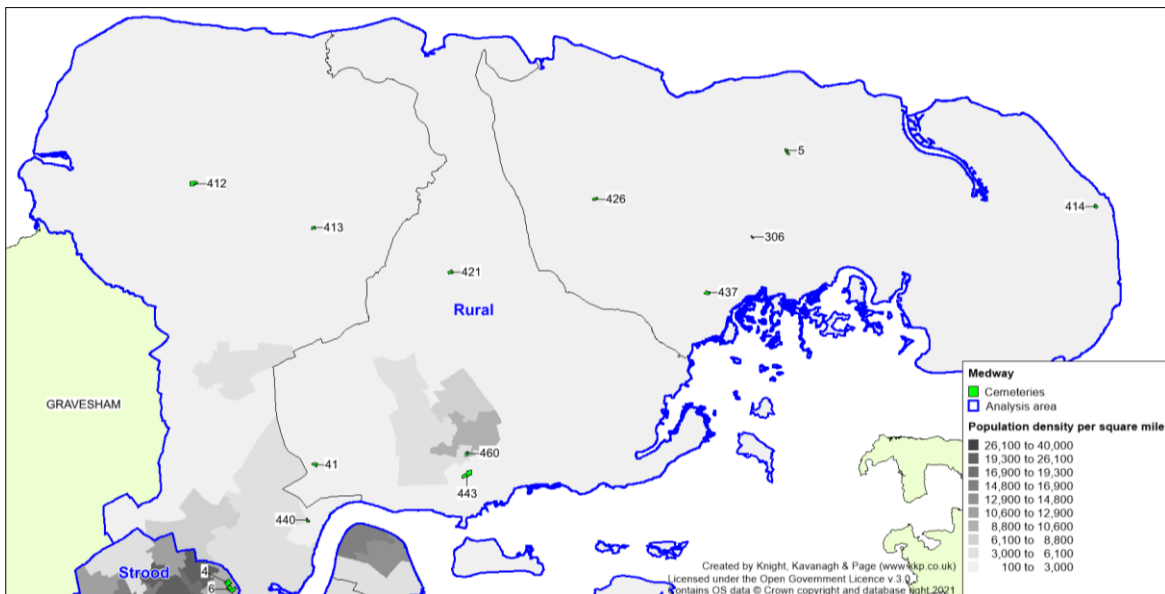 5
412
426
414
413
306
421
Rural
437
GRAVESHAM
460
41
443
440
Strood
4
6
Medway
Cemeteries
Analysis area
Population density per square mile
26,100 to 40,000
19,300 to 26,100
16,900 to 19,300
14,800 to 16,900
12,900 to 14,800
10,600 to 12,900
8,800 to 10,600
6,100 to 8,800
3,000 to 6,100
100 to 3,000
Created by Knight, Kavanagh & Page (www.kkp.co.uk)
Licensed under the Open Government Licence v.3.0
Contains OS data © Crown copyright and database right 2021